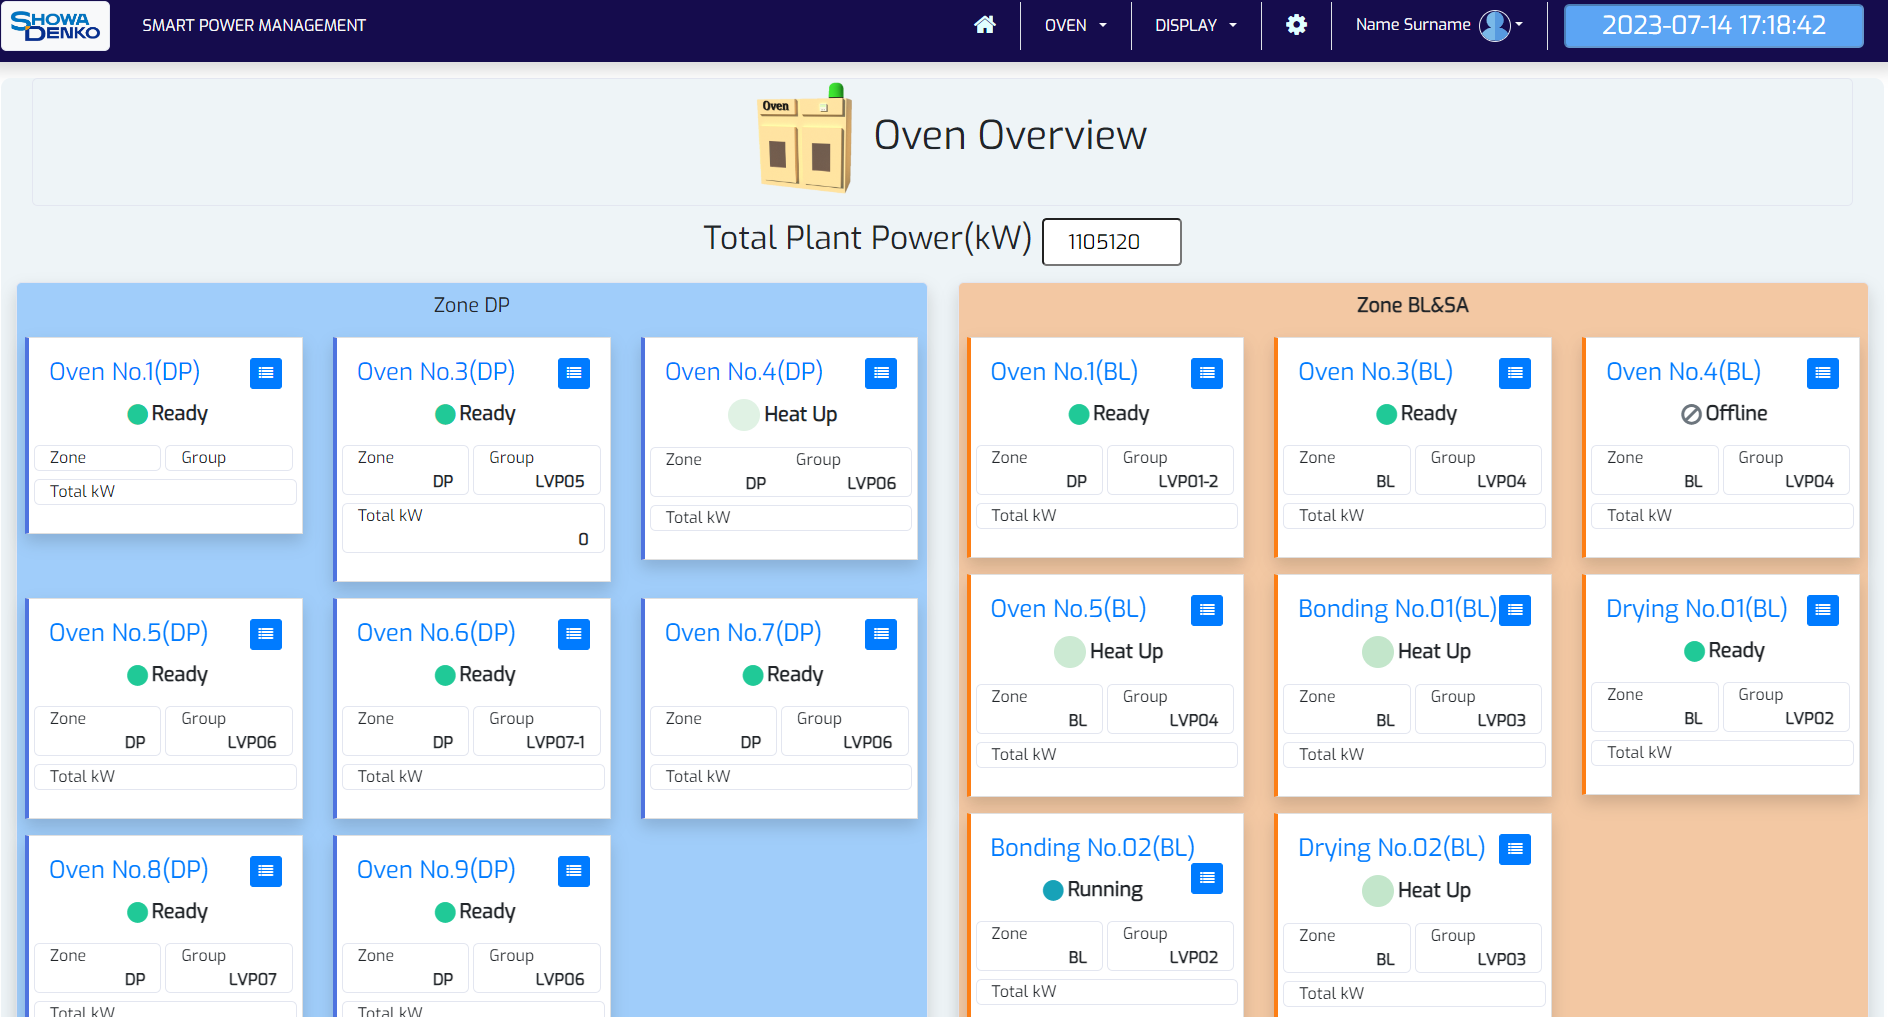 SHOWA
DENKO
SMART POWER MANAGEMENT
OVEN
DISPLAY
Name Surname
2023-07-14 17:18:42
Oven
Oven Overview
Total Plant Power(kW) 1105120
Zone DP
Oven No.1(DP)
Ready
Zone
Group
Total kW
Oven No.3(DP)
Ready
Zone
DP
Group
LVP05
Total kW
0
Oven No.4(DP)
Heat Up
Zone
DP
Group
LVP06
Total kW
Oven No.5(DP)
Ready
Zone
DP
Group
LVP06
Total kW
Oven No.6(DP)
Ready
Zone
DP
Group
LVP07-1
Total kW
Oven No.7(DP)
Ready
Zone
DP
Group
LVP06
Total kW
Oven No.8(DP)
Ready
Zone
DP
Group
LVP07
Total kW
Oven No.9(DP)
Ready
Zone
DP
Group
LVP06
Total kW
Zone BL&SA
Oven No.1(BL)
Ready
Zone
DP
Group
LVP01-2
Total kW
Oven No.3(BL)
Ready
Zone
BL
Group
LVP04
Total kW
Oven No.4(BL)
Offline
Zone
BL
Group
LVP04
Total kW
Oven No.5(BL)
Heat Up
Zone
BL
Group
LVP04
Total kW
Bonding No.01(BL)
Heat Up
Zone
BL
Group
LVP03
Total kW
Drying No.01(BL)
Ready
Zone
BL
Group
LVP02
Total kW
Bonding No.02(BL)
Running
Zone
BL
Group
LVP02
Total kW
Drying No.02(BL)
Heat Up
Zone
BL
Group
LVP03
Total kW